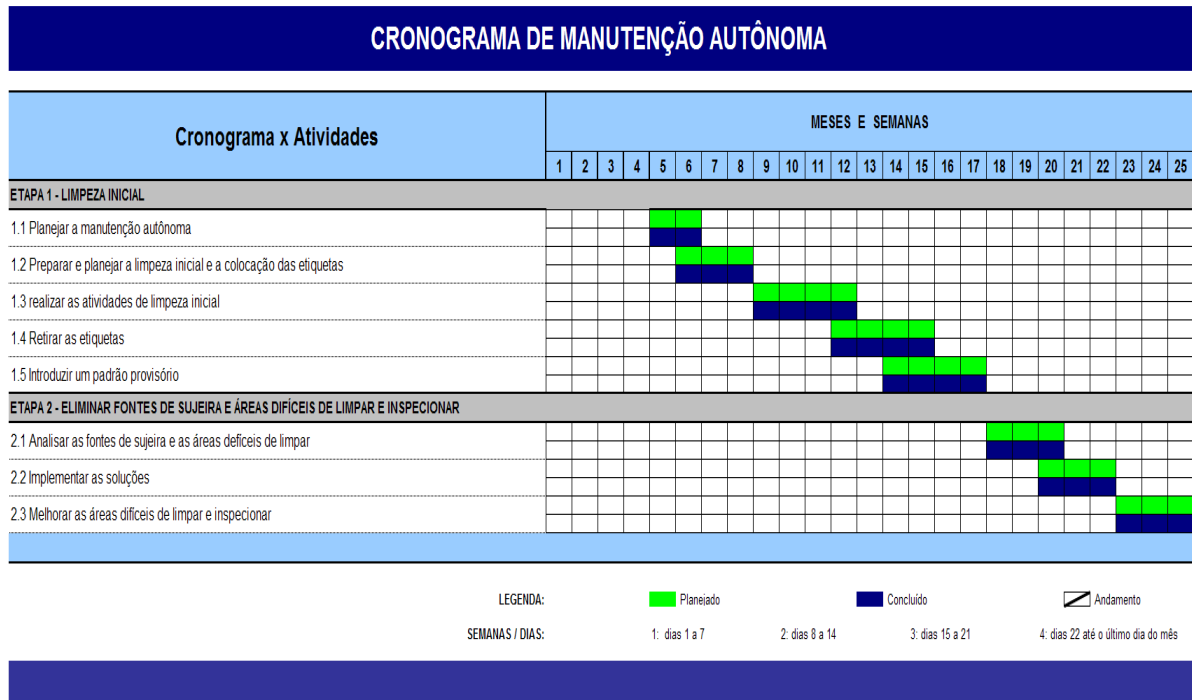 CRONOGRAMA DE MANUTENÇÃO AUTÔNOMA
Cronograma x Atividades
MESES E SEMANAS
1 2 3 4 5 6 7 8 9 10 11 12 13 14 15 16 17 18 19 20 21 22 23 24 25
ETAPA 1 - LIMPEZA INICIAL
1.1 Planejar a manutenção autônoma
1.2 Preparar e planejar a limpeza inicial e a colocação das etiquetas
1.3 realizar as atividades de limpeza inicial
1.4 Retirar as etiquetas
1.5 Introduzir um padrão provisório
ETAPA 2 - ELIMINAR FONTES DE SUJEIRA E ÁREAS DIFÍCEIS DE LIMPAR E INSPECIONAR
2.1 Analisar as fontes de sujeira e as áreas defíceis de limpar
2.2 Implementar as soluções
2.3 Melhorar as áreas difíceis de limpar e inspecionar
LEGENDA: Planejado Concluído Andamento
SEMANAS / DIAS: 1: dias 1 a 7 2: dias 8 a 14 3: dias 15 a 21 4: dias 22 até o último dia do mês